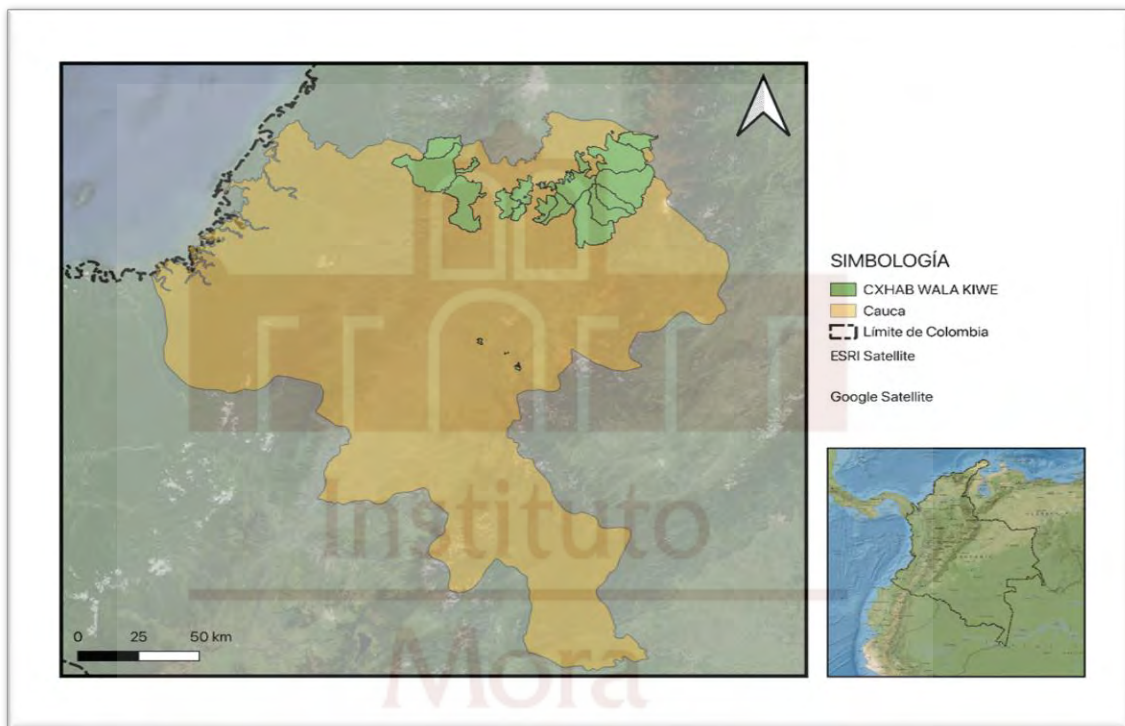 SIMBOLOGÍA
CXHAB WALA KIWE
Cauca
Límite de Colombia
ESRI Satellite
Google Satellite
0 25 50 km
Instituto
Mora